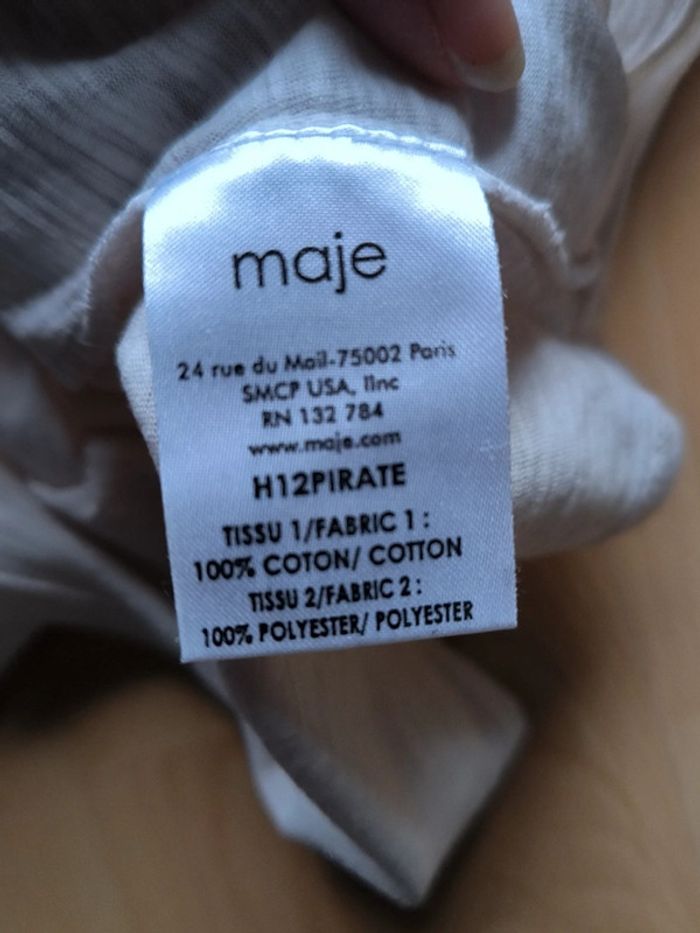 maje
24 rue du Mail-75002 Paris
SMCP USA, IInc
RN 132 784
www.maje.com
H12PIRATE
TISSU 1/FABRIC 1 :
100% COTON/ COTTON
TISSU 2/FABRIC 2 :
100% POLYESTER/ POLYESTER